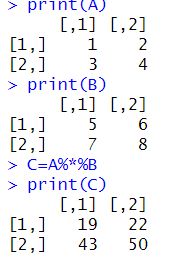 > print(A)
[,1] [,2]
[1,] 1 2
[2,] 3 4
> print(B)
[,1] [,2]
[1,] 5 6
[2,] 7 8
> C=A%*%B
> print(C)
[,1] [,2]
[1,] 19 22
[2,] 43 50